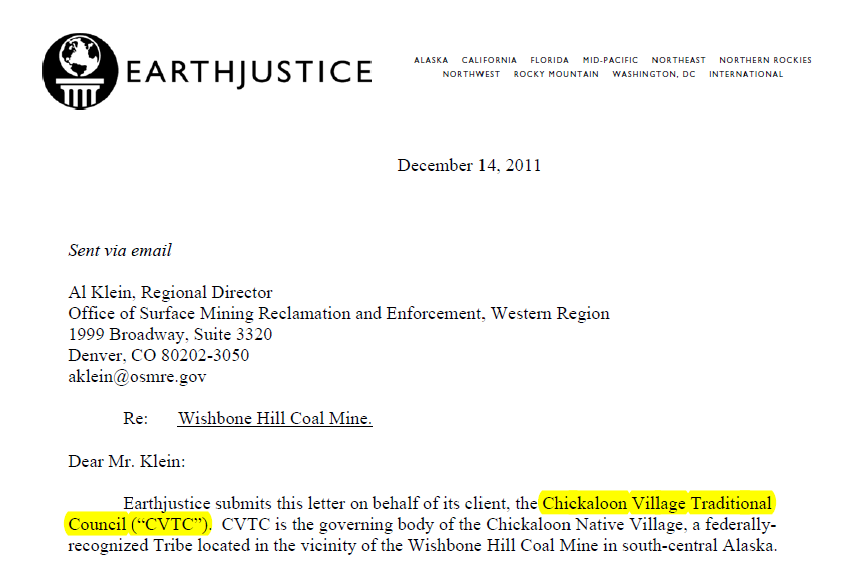 EARTHJUSTICE
ALASKA CALIFORNIA FLORIDA MID-PACIFIC NORTHEAST NORTHERN ROCKIES
NORTHWEST ROCKY MOUNTAIN WASHINGTON, DC INTERNATIONAL
December 14, 2011
Sent via email
Al Klein, Regional Director
Office of Surface Mining Reclamation and Enforcement, Western Region
1999 Broadway, Suite 3320
Denver, CO 80202-3050
aklein@osmre.gov
Re: Wishbone Hill Coal Mine.
Dear Mr. Klein:
Earthjustice submits this letter on behalf of its client, the Chickaloon Village Traditional
Council (“CVTC”). CVTC is the governing body of the Chickaloon Native Village, a federally-
recognized Tribe located in the vicinity of the Wishbone Hill Coal Mine in south-central Alaska.